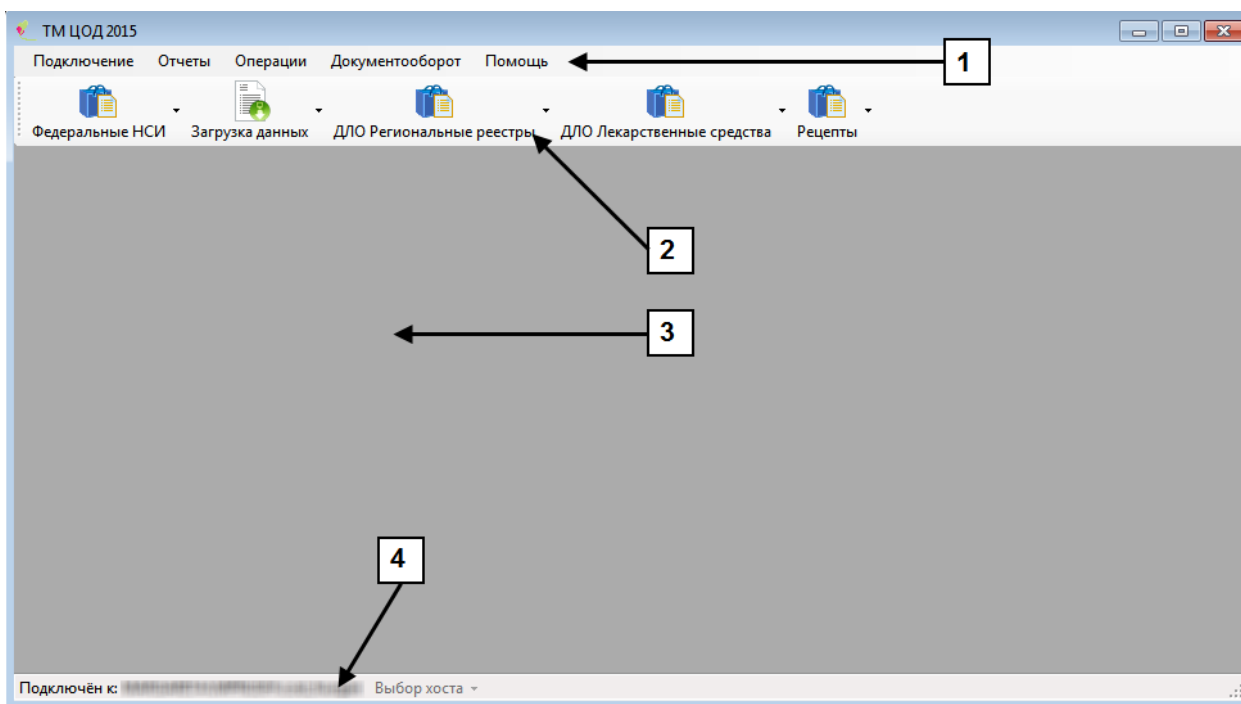 ТМ ЦОД 2015
Подключение Отчеты Операции Документооборот Помощь
1
Федеральные НСИ Загрузка данных ДЛО Региональные реестры ДЛО Лекарственные средства Рецепты
2
3
4
Подключён к: Выбор хоста